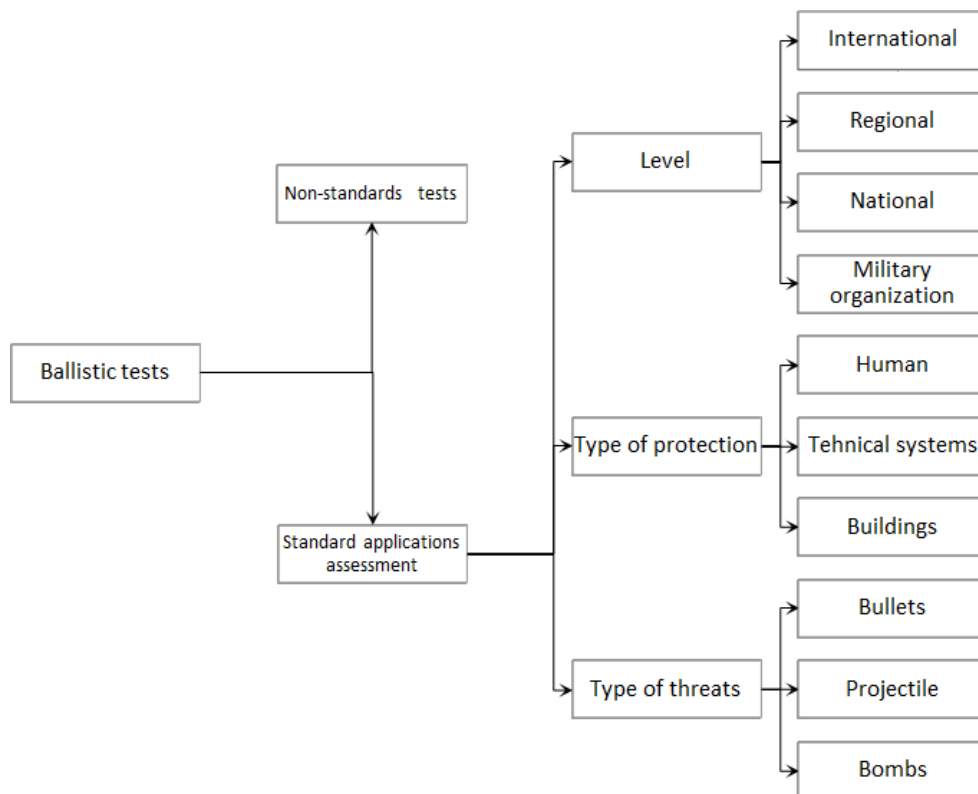 International
Regional
Level
Non-standards tests
National
Military
organization
Ballistic tests
Human
Type of protection
Tehnical systems
Standard applications
assessment
Buildings
Bullets
Type of threats
Projectile
Bombs